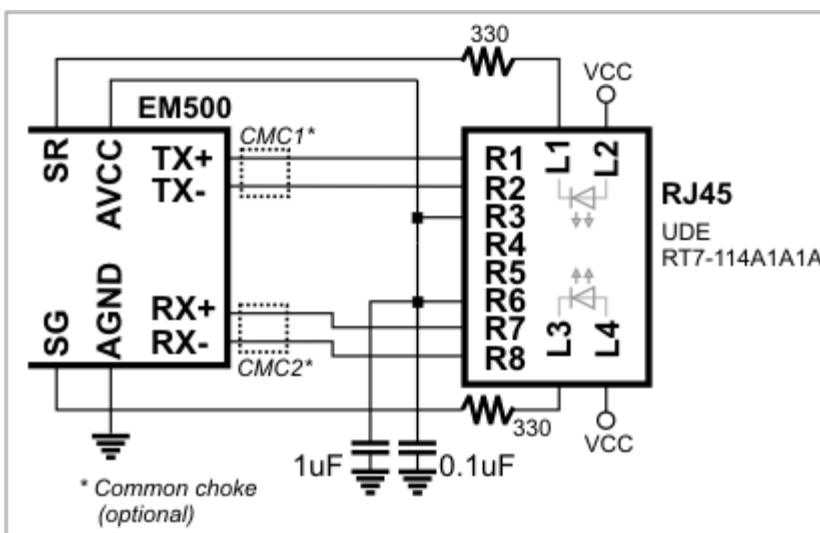 330
VCC
EM500
CMC1*
SR
AVCC
TX+
TX-
R1
R2
R3
R4
R5
R6
R7
R8
L1
L2
RJ45
UDE
RT7-114A1A1A
SG
AGND
RX+
RX-
CMC2*
L3
L4
330
VCC
1uF
0.1uF
* Common choke
(optional)